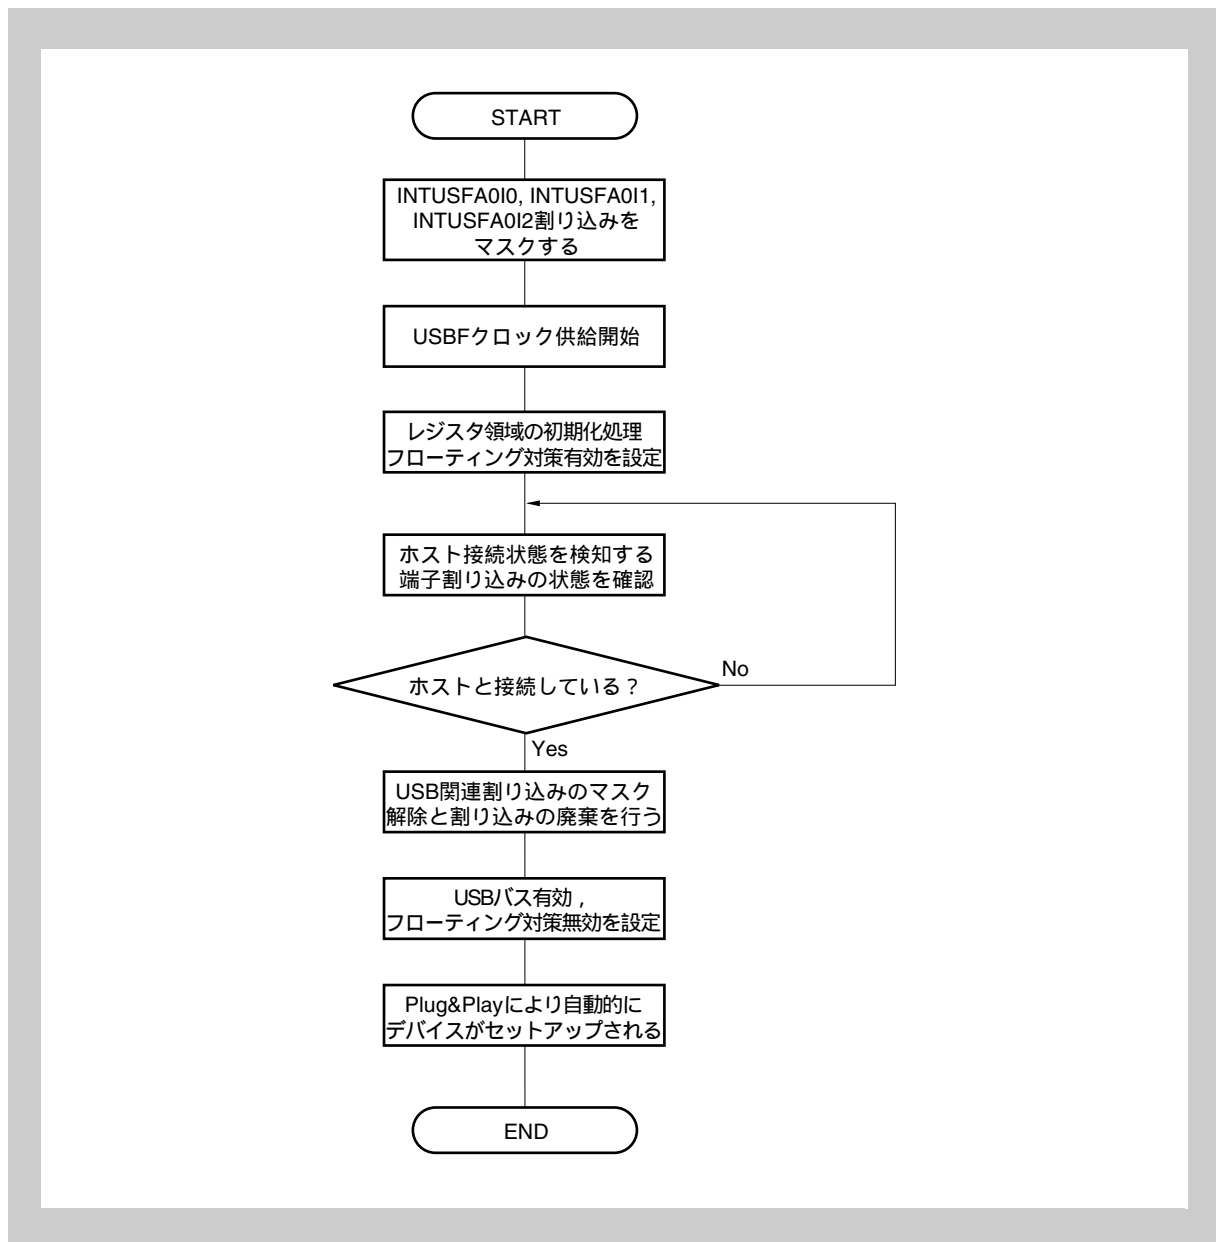 START
INTUSFA0I0, INTUSFA0I1,
INTUSFA0I2割り込みを
マスクする
USBFクロック供給開始
レジスタ領域の初期化処理
フローティング対策有効を設定
ホスト接続状態を検知する
端子割り込みの状態を確認
ホストと接続している？
No
Yes
USB関連割り込みのマスク
解除と割り込みの廃棄を行う
USBバス有効，
フローティング対策無効を設定
Plug&Playにより自動的に
デバイスがセットアップされる
END